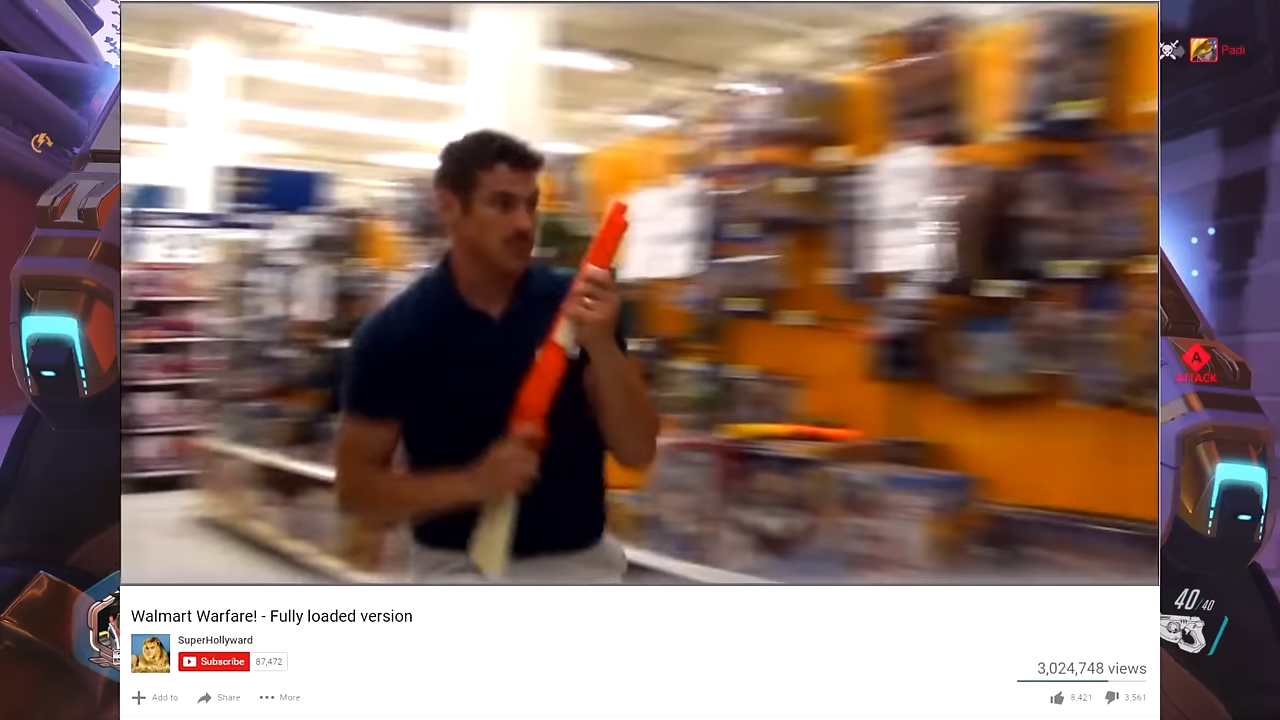 Padi
A
ATTACK
Walmart Warfare! - Fully loaded version
SuperHollyward
Subscribe 87,472
3,024,748 views
Add to Share More
8,421 3,561
40/40